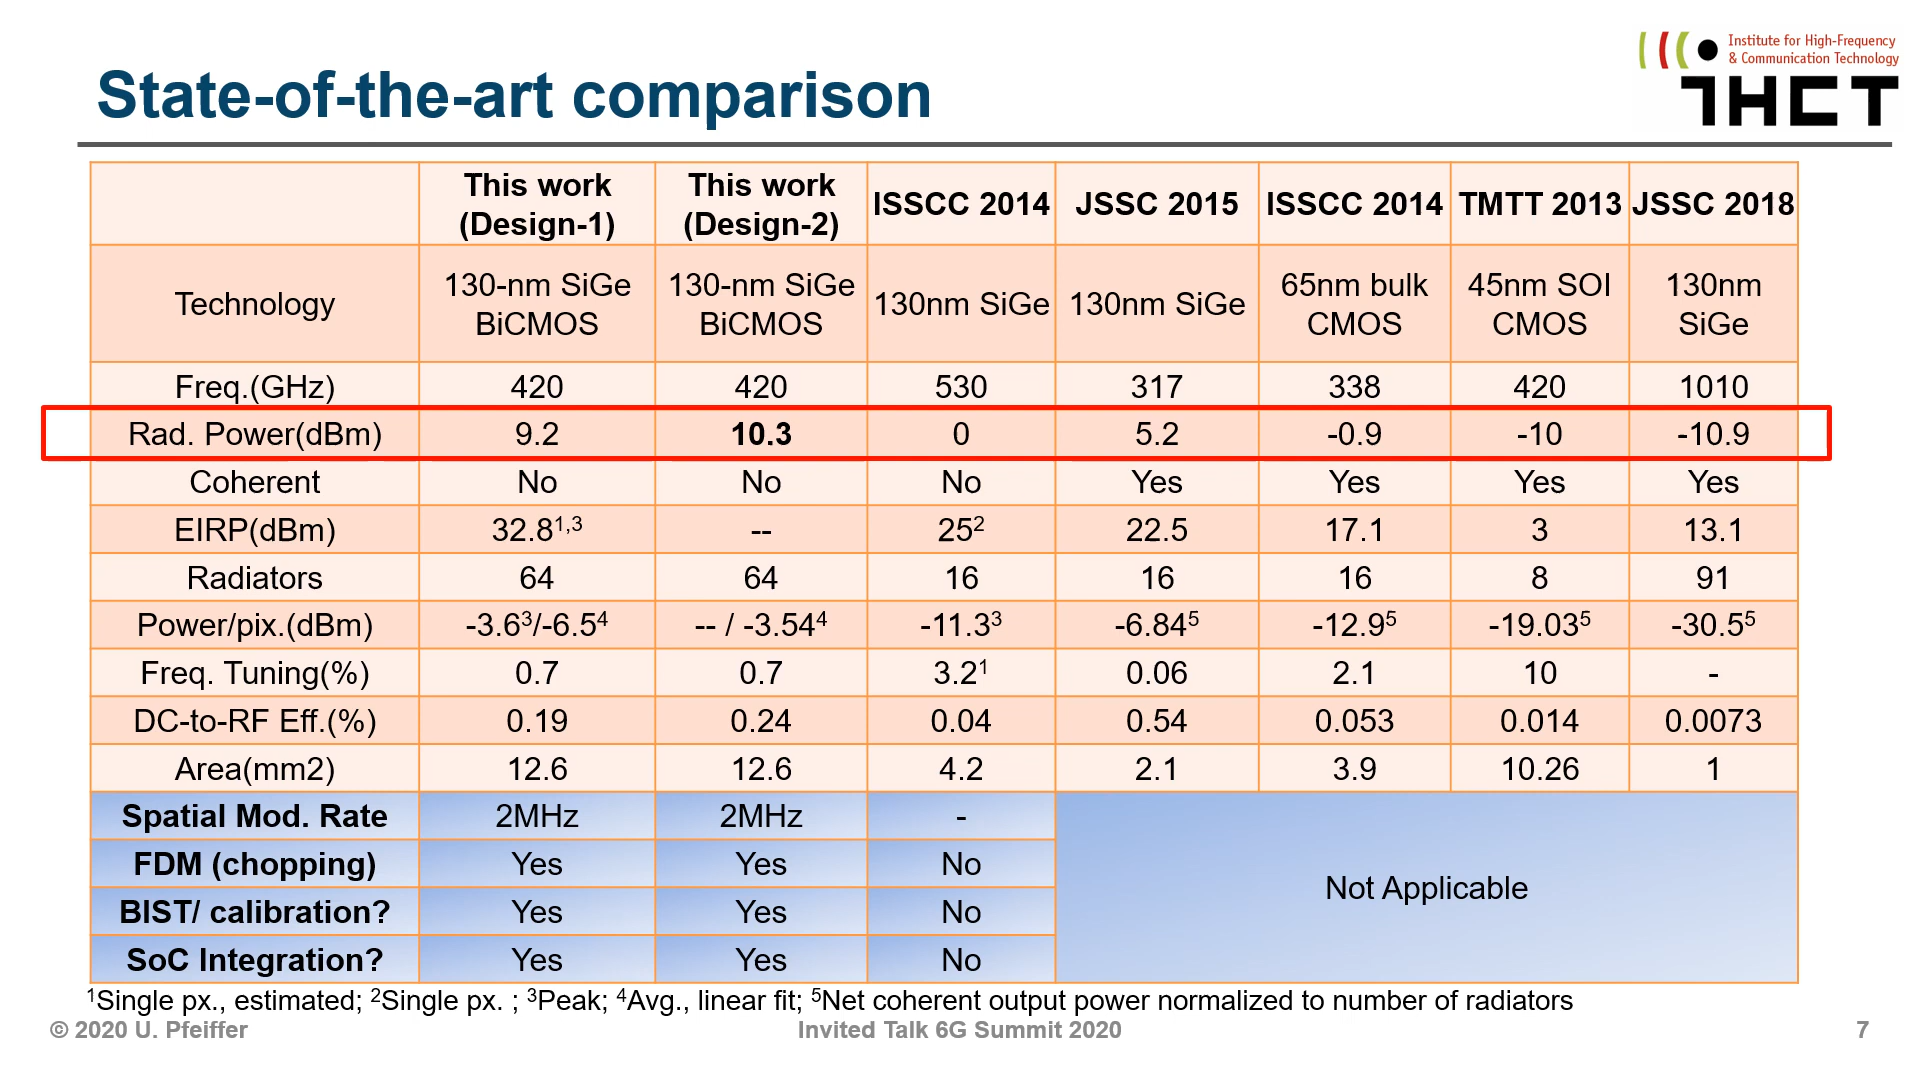 Institute for High-Frequency
& Communication Technology
IHCT
State-of-the-art comparison
This work (Design-1) This work (Design-2) ISSCC 2014 JSSC 2015 ISSCC 2014 TMTT 2013 JSSC 2018
Technology 130-nm SiGe BiCMOS 130-nm SiGe BiCMOS 130nm SiGe 130nm SiGe 65nm bulk CMOS 45nm SOI CMOS 130nm SiGe
Freq.(GHz) 420 420 530 317 338 420 1010
Rad. Power(dBm) 9.2 10.3 0 5.2 -0.9 -10 -10.9
Coherent No No No Yes Yes Yes Yes
EIRP(dBm) 32.8¹,³ -- 25² 22.5 17.1 3 13.1
Radiators 64 64 16 16 16 8 91
Power/pix.(dBm) -3.6³/-6.5⁴ -- / -3.54⁴ -11.3³ -6.84⁵ -12.9⁵ -19.03⁵ -30.5⁵
Freq. Tuning(%) 0.7 0.7 3.2¹ 0.06 2.1 10 -
DC-to-RF Eff.(%) 0.19 0.24 0.04 0.54 0.053 0.014 0.0073
Area(mm2) 12.6 12.6 4.2 2.1 3.9 10.26 1
Spatial Mod. Rate 2MHz 2MHz -
FDM (chopping) Yes Yes No
Not Applicable
BIST/ calibration? Yes Yes No
SoC Integration? Yes Yes No
¹Single px., estimated; ²Single px. ; ³Peak; ⁴Avg., linear fit; ⁵Net coherent output power normalized to number of radiators
© 2020 U. Pfeiffer Invited Talk 6G Summit 2020 7